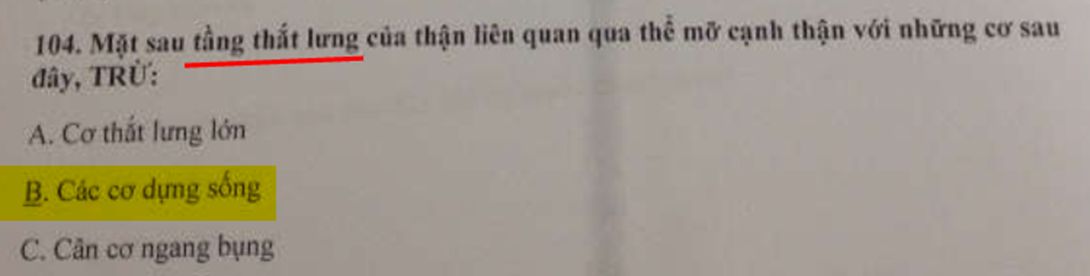 104. Mặt sau tầng thắt lưng của thận liên quan qua thể mỡ cạnh thận với những cơ sau
đây, TRỪ:
A. Cơ thắt lưng lớn
B. Các cơ dựng sống
C. Cân cơ ngang bụng